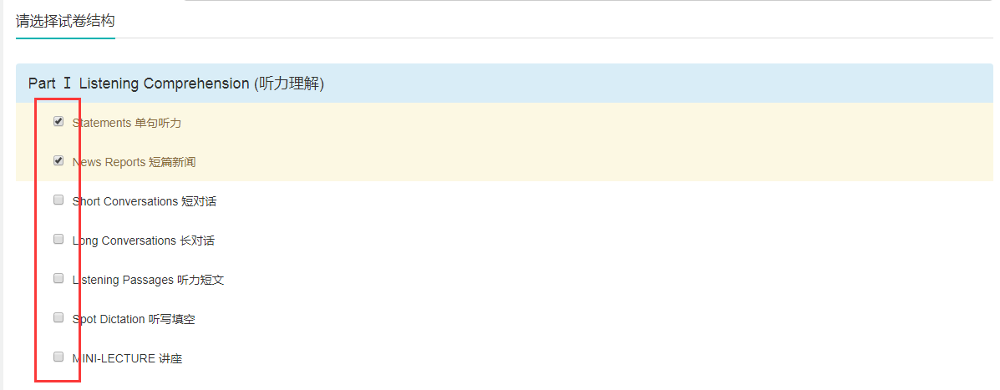 请选择试卷结构
Part Ⅰ Listening Comprehension (听力理解)
Statements 单句听力
News Reports 短篇新闻
Short Conversations 短对话
Long Conversations 长对话
Listening Passages 听力短文
Spot Dictation 听写填空
MINI-LECTURE 讲座